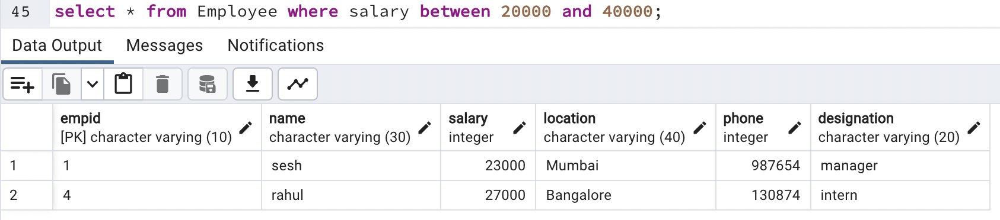 45 select * from Employee where salary between 20000 and 40000;
Data Output Messages Notifications
empid name salary location phone designation
[PK] character varying (10) character varying (30) integer character varying (40) integer character varying (20)
1 1 sesh 23000 Mumbai 987654 manager
2 4 rahul 27000 Bangalore 130874 intern